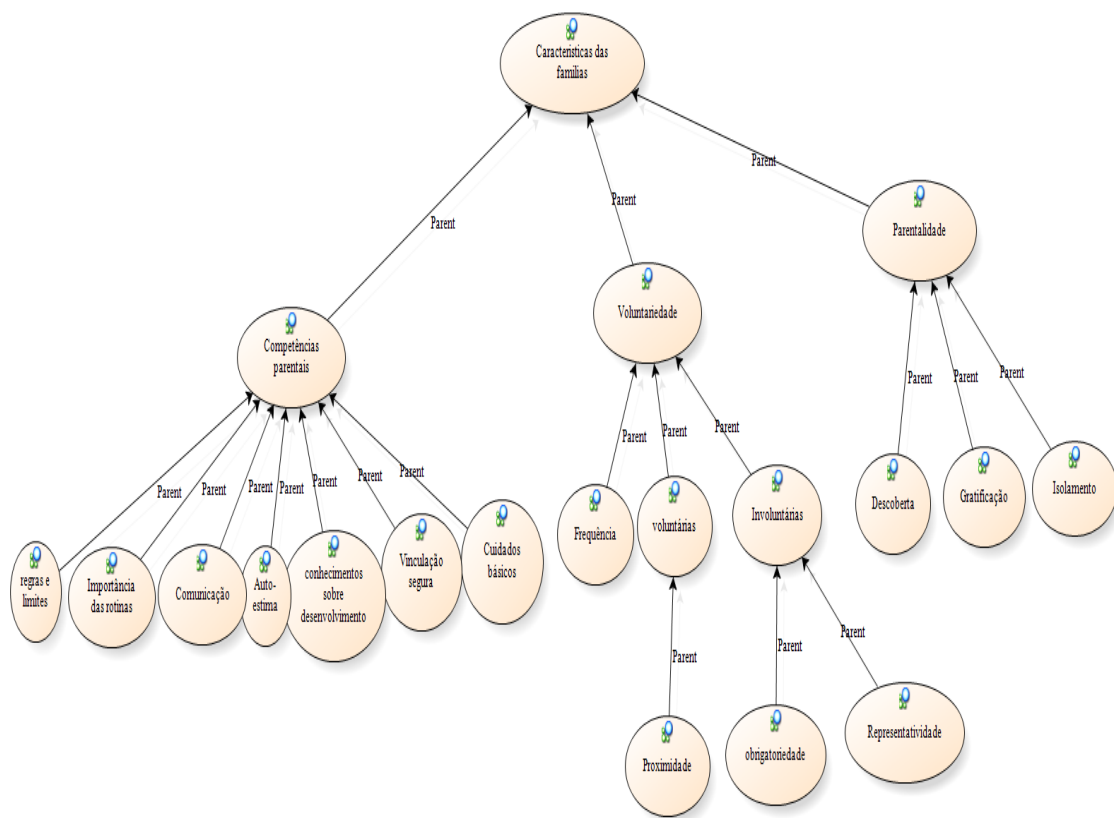 Características das
famílias
Parent
Parent
Parent
Parentalidade
Voluntariedade
Competências
parentais
Parent
Parent
Parent
Parent
Parent
Parent
Parent
Parent
Parent
Parent
Parent
Parent
Parent
regras e
limites
Importância
das rotinas
Comunicação
Auto-
estima
conhecimentos
sobre
desenvolvimento
Vinculação
segura
Cuidados
básicos
Frequência
voluntárias
Involuntárias
Descoberta
Gratificação
Isolamento
Parent
Parent
Parent
Proximidade
obrigatoriedade
Representatividade